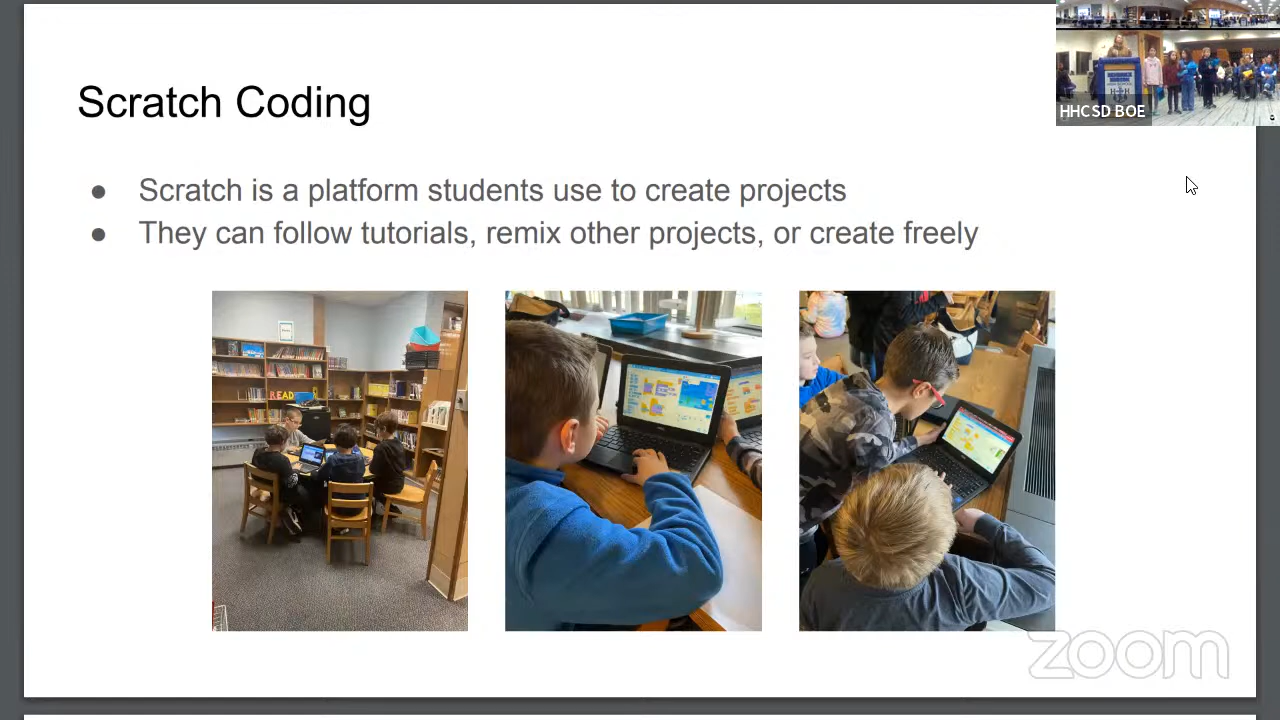 Scratch Coding
HHCSD BOE
● Scratch is a platform students use to create projects
● They can follow tutorials, remix other projects, or create freely
READ
zoom